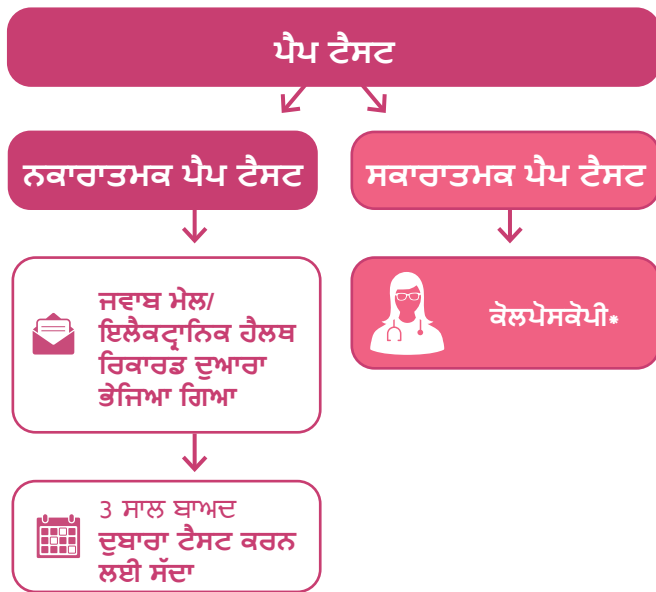 ਪੈਪ ਟੈਸਟ
ਨਕਾਰਾਤਮਕ ਪੈਪ ਟੈਸਟ
ਸਕਾਰਾਤਮਕ ਪੈਪ ਟੈਸਟ
ਜਵਾਬ ਮੇਲ/
ਇਲੈਕਟ੍ਰਾਨਿਕ ਹੈਲਥ
ਰਿਕਾਰਡ ਦੁਆਰਾ
ਭੇਜਿਆ ਗਿਆ
ਕੋਲਪੋਸਕੋਪੀ*
3 ਸਾਲ ਬਾਅਦ
ਦੁਬਾਰਾ ਟੈਸਟ ਕਰਨ
ਲਈ ਸੱਦਾ